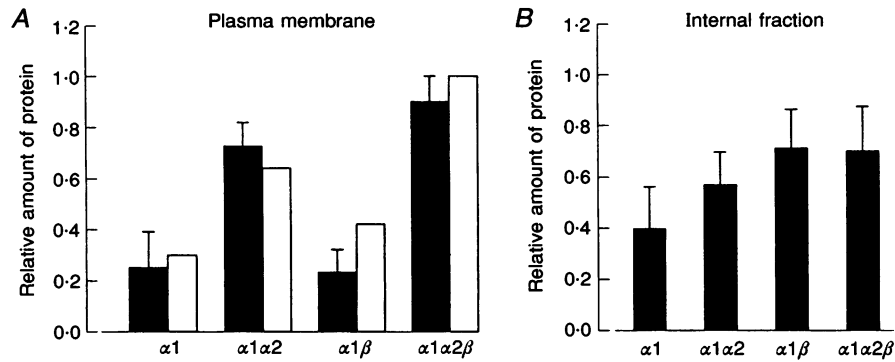 A
Plasma membrane
Relative amount of protein
1·2
1·0
0·8
0·6
0·4
0·2
0·0
α1
α1α2
α1β
α1α2β
B
Internal fraction
Relative amount of protein
1·2
1·0
0·8
0·6
0·4
0·2
0·0
α1
α1α2
α1β
α1α2β